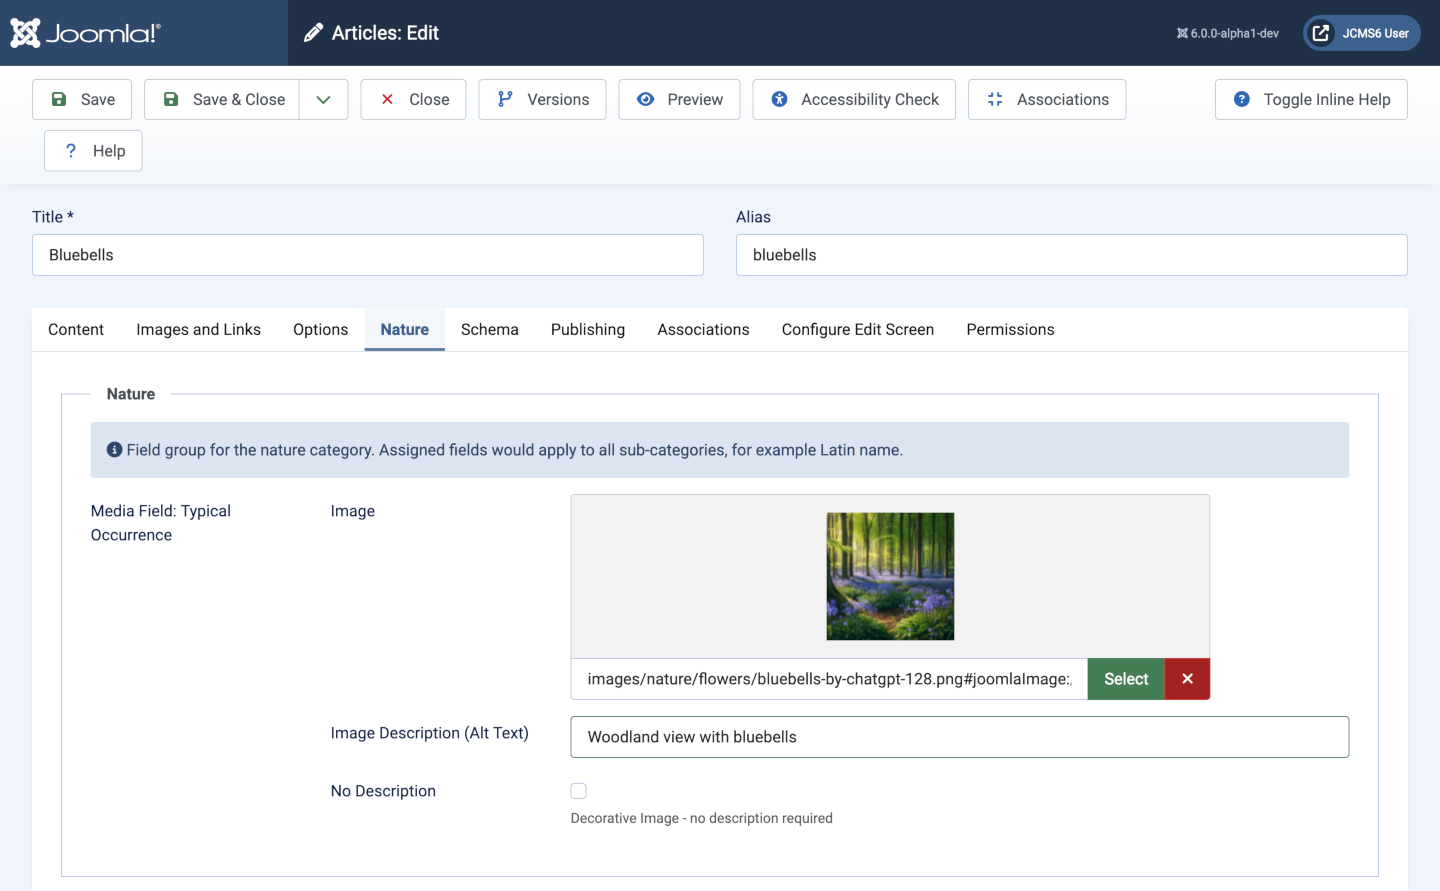 Joomla!®
Articles: Edit
6.0.0-alpha1-dev
JCMS6 User
Save
Save & Close
Close
Versions
Preview
Accessibility Check
Associations
Toggle Inline Help
? Help
Title *
Alias
Bluebells
bluebells
Content
Images and Links
Options
Nature
Schema
Publishing
Associations
Configure Edit Screen
Permissions
Nature
Field group for the nature category. Assigned fields would apply to all sub-categories, for example Latin name.
Media Field: Typical
Occurrence
Image
images/nature/flowers/bluebells-by-chatgpt-128.png#joomlaImage:
Select
Image Description (Alt Text)
Woodland view with bluebells
No Description
Decorative Image - no description required